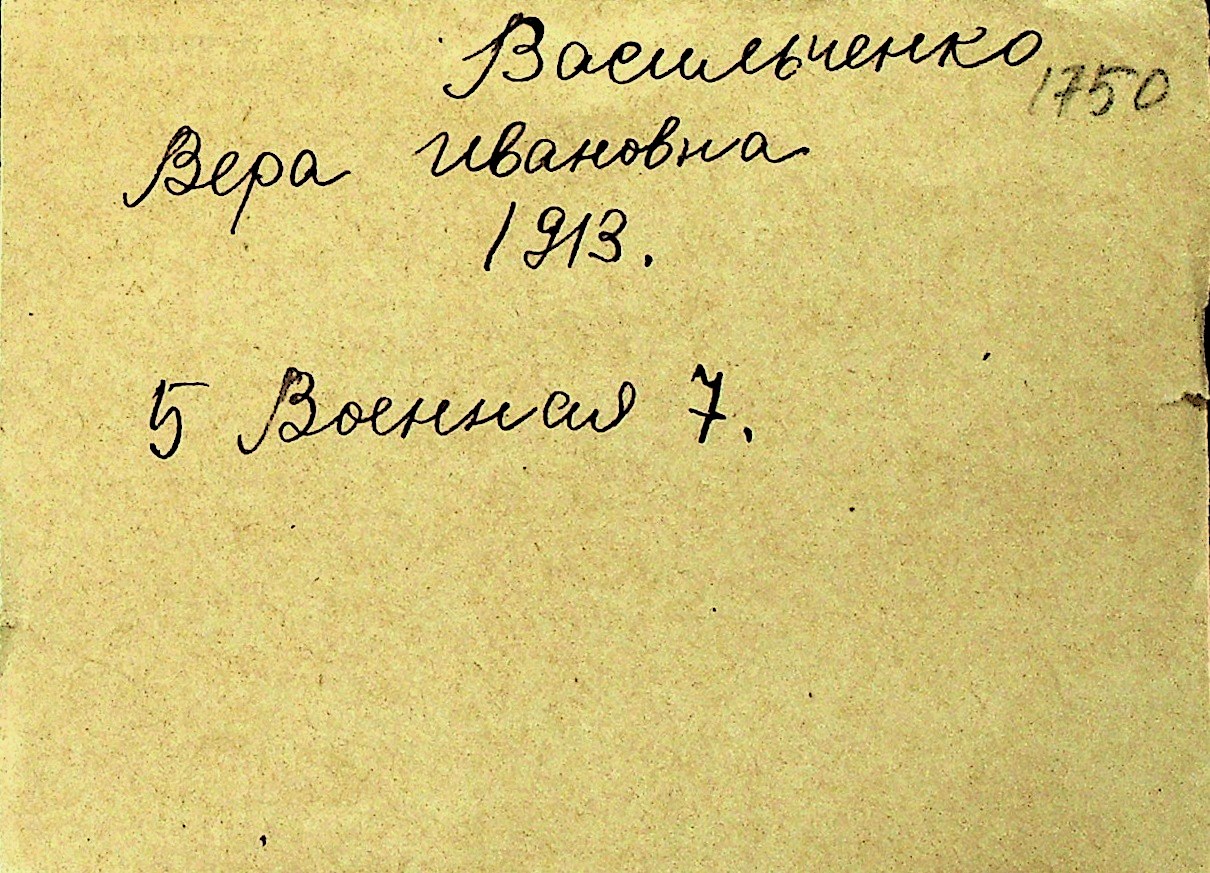 Васильченко 1750
Вера Ивановна
1913.
5 Военная 7.